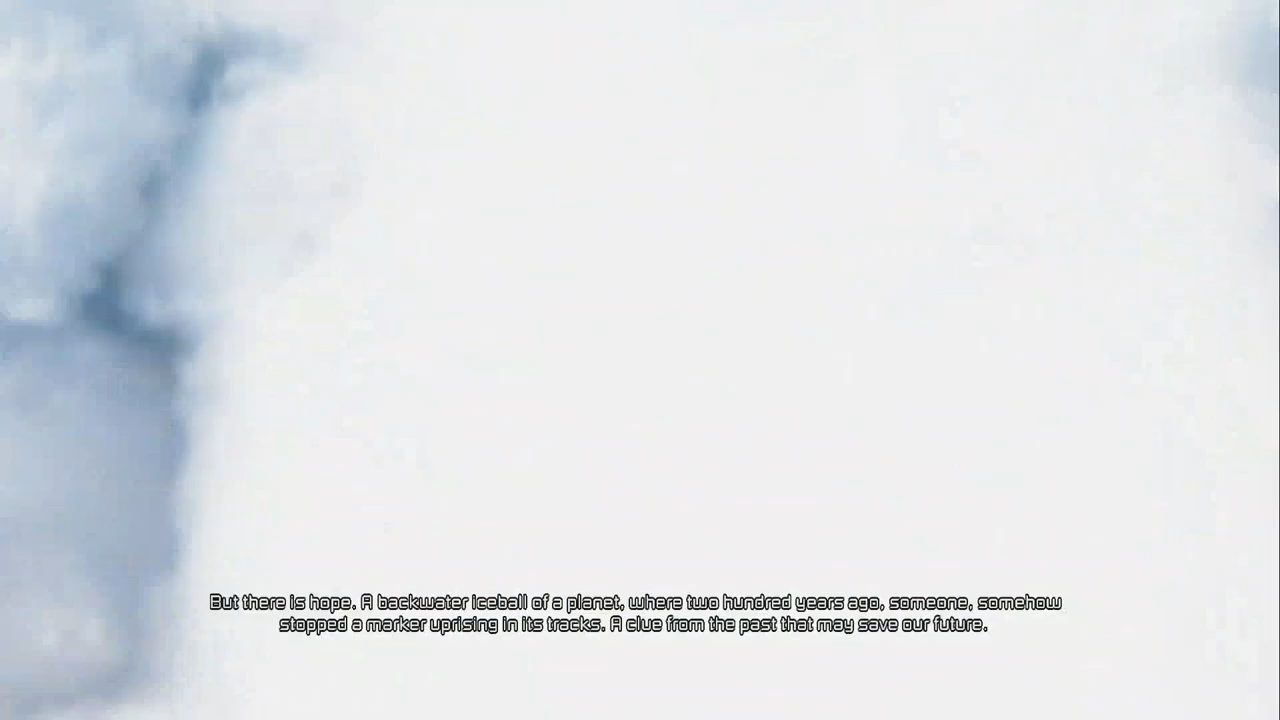 But there is hope. A backwater iceball of a planet, where two hundred years ago, someone, somehow
stopped a marker uprising in its tracks. A clue from the past that may save our future.